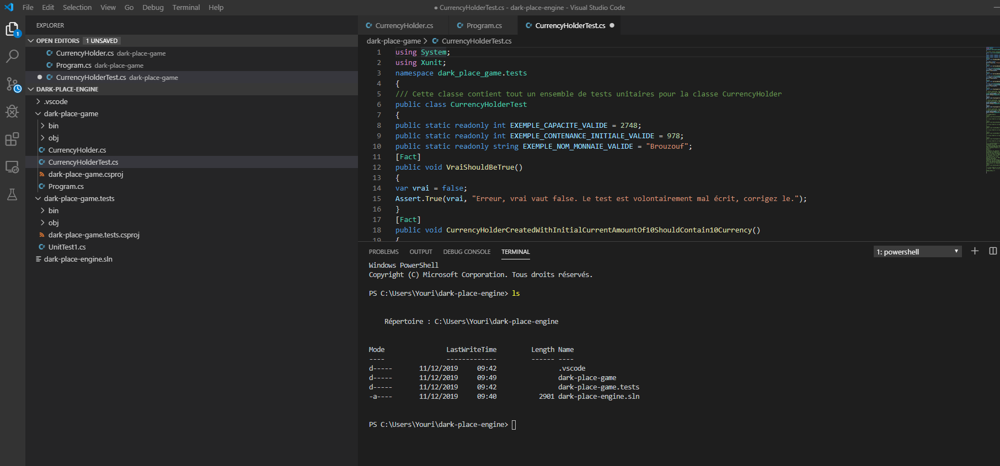 File Edit Selection View Go Debug Terminal Help
● CurrencyHolderTest.cs - dark-place-engine - Visual Studio Code
1
EXPLORER
OPEN EDITORS 1 UNSAVED
CurrencyHolder.cs dark-place-game
Program.cs dark-place-game
CurrencyHolderTest.cs dark-place-game
DARK-PLACE-ENGINE
.vscode
dark-place-game
bin
obj
CurrencyHolder.cs
CurrencyHolderTest.cs
dark-place-game.csproj
Program.cs
dark-place-game.tests
bin
obj
dark-place-game.tests.csproj
UnitTest1.cs
dark-place-engine.sln
CurrencyHolder.cs Program.cs CurrencyHolderTest.cs
dark-place-game > CurrencyHolderTest.cs
1 using System;
2 using Xunit;
3 namespace dark_place_game.tests
4 {
5 /// Cette classe contient tout un ensemble de tests unitaires pour la classe CurrencyHolder
6 public class CurrencyHolderTest
7 {
8 public static readonly int EXEMPLE_CAPACITE_VALIDE = 2748;
9 public static readonly int EXEMPLE_CONTENANCE_INITIALE_VALIDE = 978;
10 public static readonly string EXEMPLE_NOM_MONNAIE_VALIDE = "Brouzouf";
11 [Fact]
12 public void VraiShouldBeTrue()
13 {
14 var vrai = false;
15 Assert.True(vrai, "Erreur, vrai vaut false. Le test est volontairement mal écrit, corrigez le.");
16 }
17 [Fact]
18 public void CurrencyHolderCreatedWithInitialCurrentAmountOf10ShouldContain10Currency()
19 {
PROBLEMS OUTPUT DEBUG CONSOLE TERMINAL
1: powershell
Windows PowerShell
Copyright (C) Microsoft Corporation. Tous droits réservés.
PS C:\Users\Youri\dark-place-engine> ls
Répertoire : C:\Users\Youri\dark-place-engine
Mode LastWriteTime Length Name
---- ------------- ------ ----
d----- 11/12/2019 09:42 .vscode
d----- 11/12/2019 09:49 dark-place-game
d----- 11/12/2019 09:42 dark-place-game.tests
-a---- 11/12/2019 09:40 2901 dark-place-engine.sln
PS C:\Users\Youri\dark-place-engine>